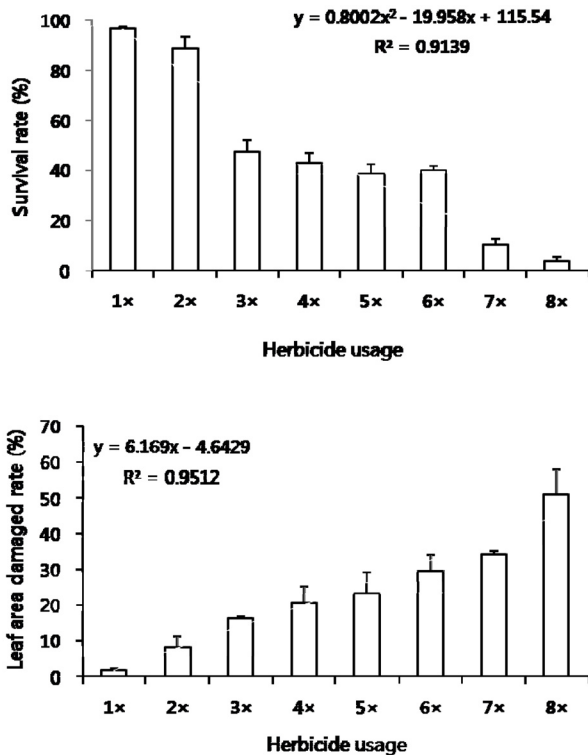 y = 0.8002x² - 19.958x + 115.54
R² = 0.9139
100
80
60
40
20
0
Survival rate (%)
1× 2× 3× 4× 5× 6× 7× 8×
Herbicide usage
y = 6.169x - 4.6429
R² = 0.9512
70
60
50
40
30
20
10
0
Leaf area damaged rate (%)
1× 2× 3× 4× 5× 6× 7× 8×
Herbicide usage